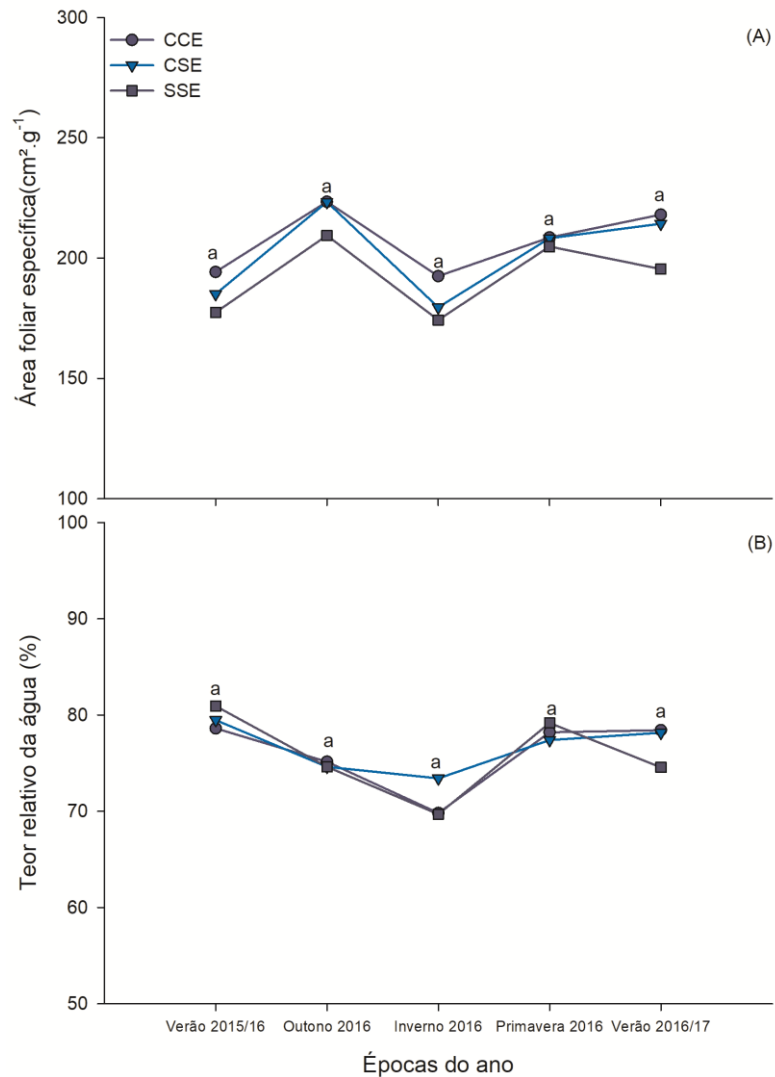 300
(A)
CCE
CSE
SSE
250
200
150
100
Área foliar específica(cm².g⁻¹)
a
a
a
a
a
100
(B)
90
80
70
60
50
Teor relativo da água (%)
a
a
a
a
a
Verão 2015/16 Outono 2016 Inverno 2016 Primavera 2016 Verão 2016/17
Épocas do ano